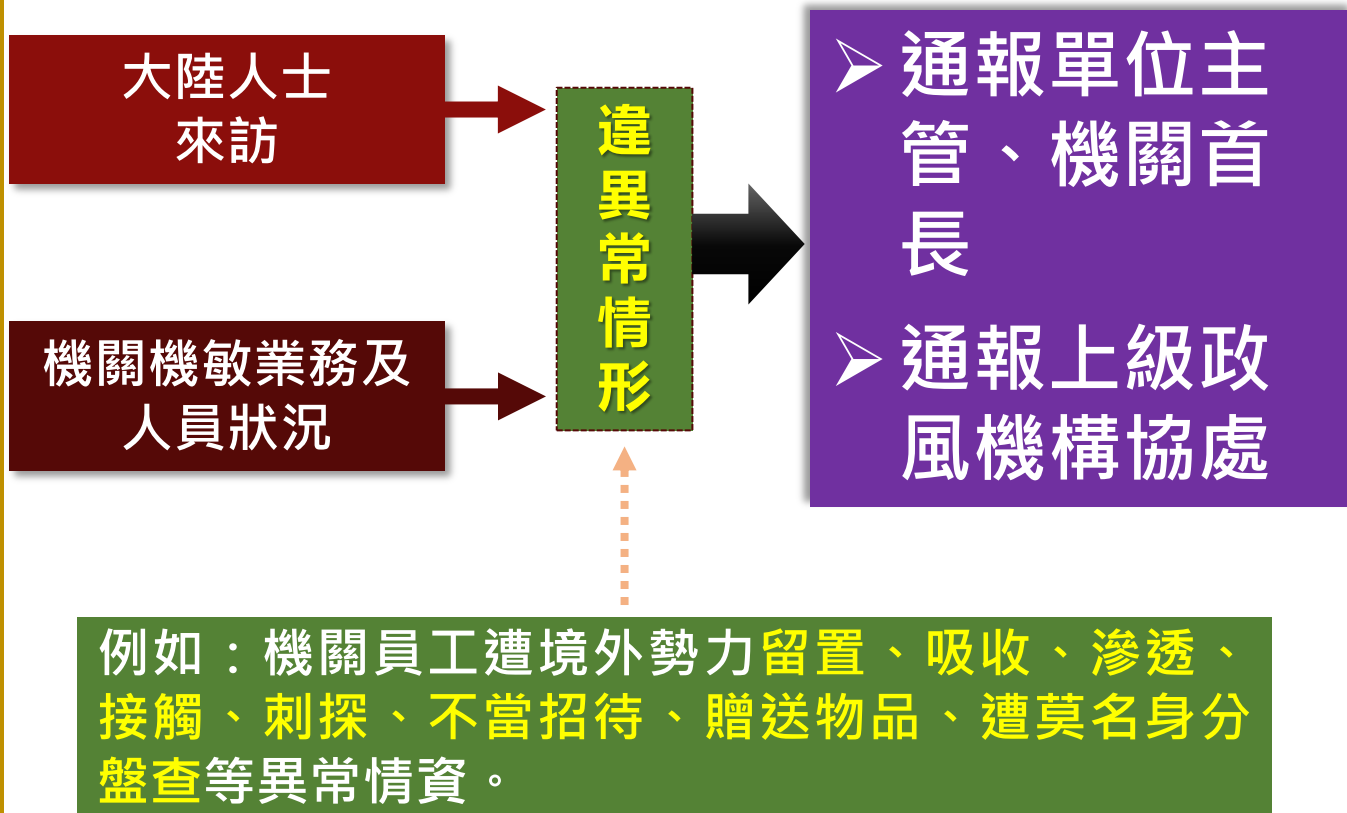 大陸人士
來訪
機關機敏業務及
人員狀況
違異常情形
➢ 通報單位主
管、機關首
長
➢ 通報上級政
風機構協處
例如：機關員工遭境外勢力留置、吸收、滲透、
接觸、刺探、不當招待、贈送物品、遭莫名身分
盤查等異常情資。